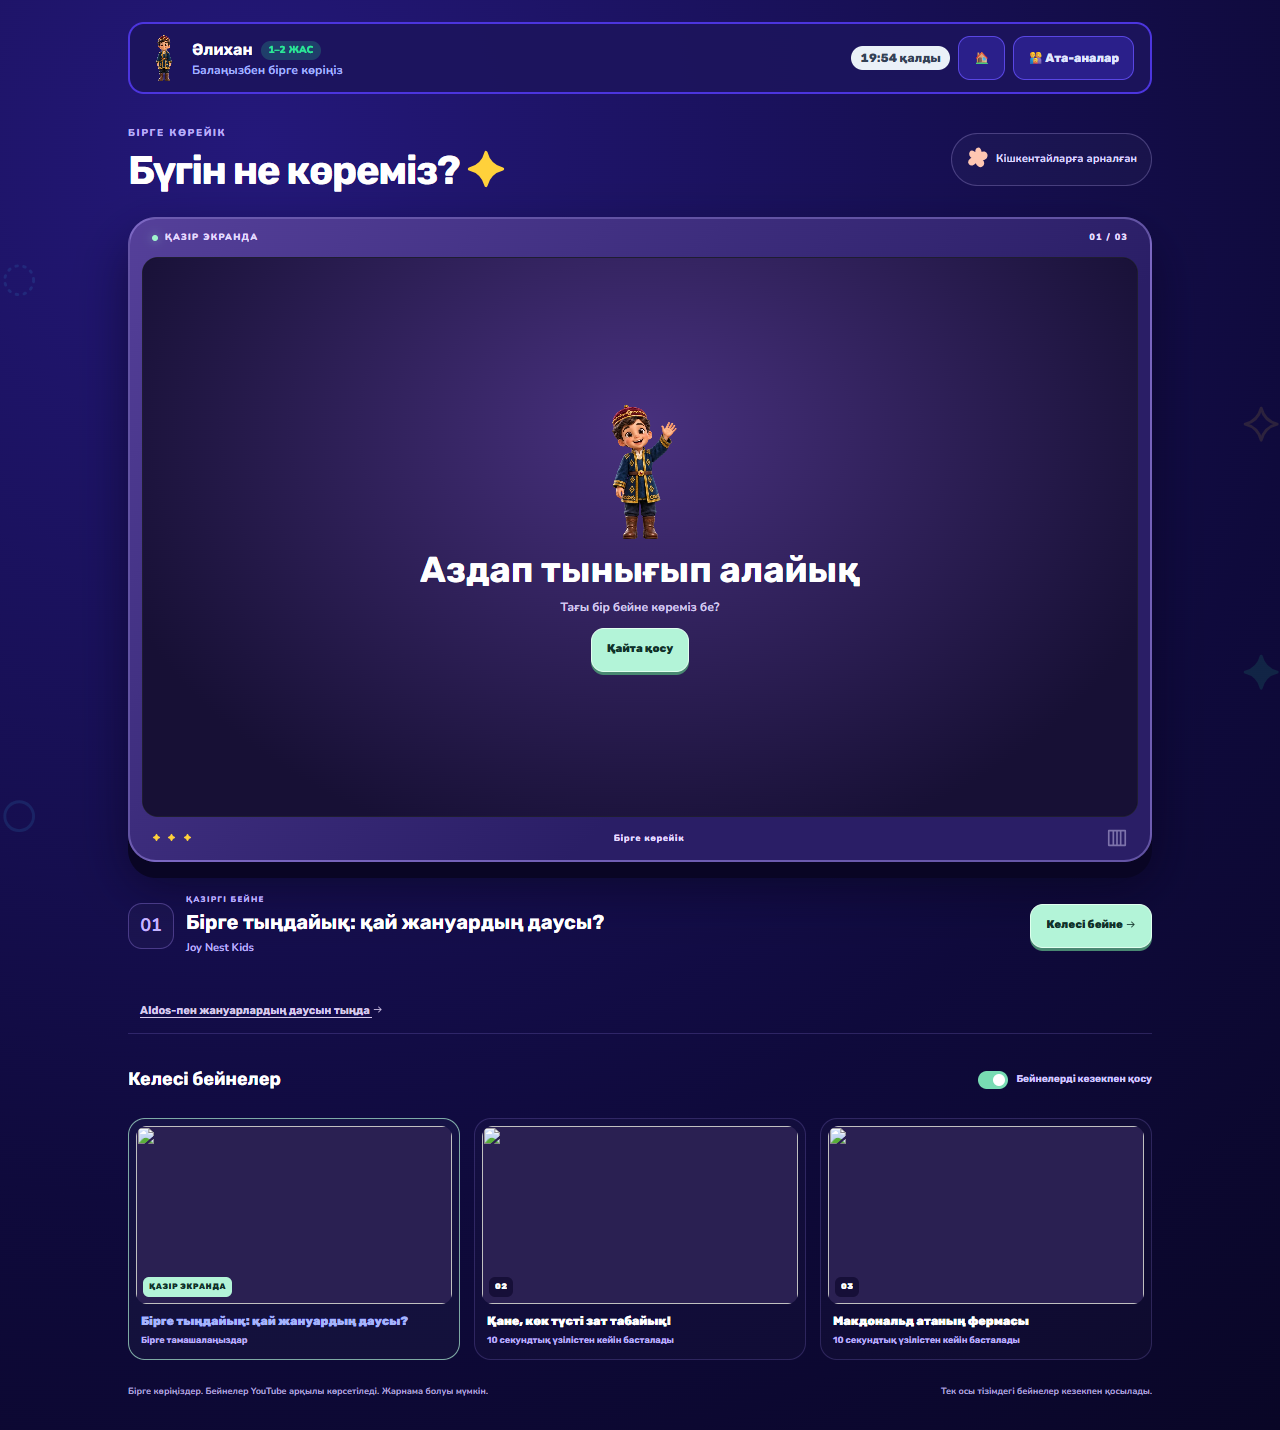 Әлихан 1–2 ЖАС
Балаңызбен бірге көріңіз
19:54 қалды
Ата-аналар
БІРГЕ КӨРЕЙІК
Бүгін не көреміз?
Кішкентайларға арналған
ҚАЗІР ЭКРАНДА
01 / 03
Аздап тынығып алайық
Тағы бір бейне көреміз бе?
Қайта қосу
Бірге көрейік
01
ҚАЗІРГІ БЕЙНЕ
Бірге тыңдайық: қай жануардың даусы?
Joy Nest Kids
Келесі бейне →
Aldos-пен жануарлардың даусын тыңда →
Келесі бейнелер
Бейнелерді кезекпен қосу
ҚАЗІР ЭКРАНДА
Бірге тыңдайық: қай жануардың даусы?
Бірге тамашалаңыздар
02
Қане, көк түсті зат табайық!
10 секундтық үзілістен кейін басталады
03
Макдональд атаның фермасы
10 секундтық үзілістен кейін басталады
Бірге көріңіздер. Бейнелер YouTube арқылы көрсетіледі. Жарнама болуы мүмкін.
Тек осы тізімдегі бейнелер кезекпен қосылады.